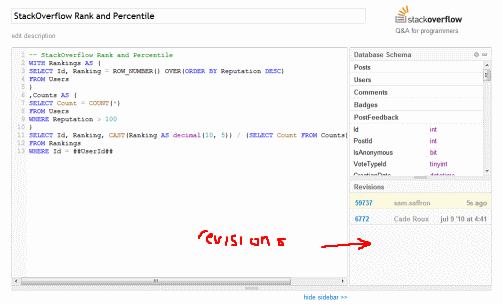 StackOverflow Rank and Percentile
edit description
stackoverflow
Q&A for programmers
1 -- StackOverflow Rank and Percentile
2 WITH Rankings AS (
3 SELECT Id, Ranking = ROW_NUMBER() OVER(ORDER BY Reputation DESC)
4 FROM Users
5 )
6 ,Counts AS (
7 SELECT Count = COUNT(*)
8 FROM Users
9 WHERE Reputation > 100
10 )
11 SELECT Id, Ranking, CAST(Ranking AS decimal(10, 5)) / (SELECT Count FROM Counts)
12 FROM Rankings
13 WHERE Id = ##UserId##
Database Schema
Posts
Users
Comments
Badges
PostFeedback
Id int
PostId int
IsAnonymous bit
VoteTypeId tinyint
CreationDate datetime
Revisions
59737 sam.saffron 5s ago
6772 Cade Roux jul 9 '10 at 4:41
revisions
hide sidebar >>